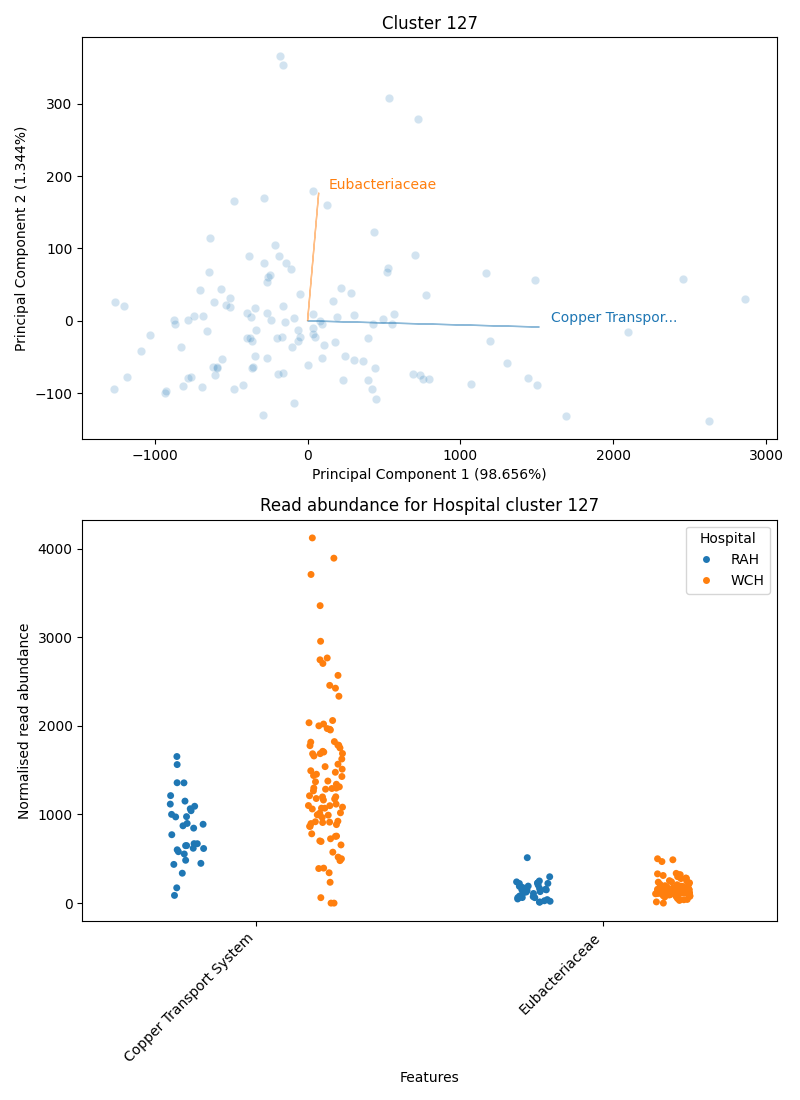 Cluster 127
Principal Component 2 (1.344%)
300
200
100
0
−100
Eubacteriaceae
Copper Transpor...
−1000
0
1000
2000
3000
Principal Component 1 (98.656%)
Read abundance for Hospital cluster 127
Normalised read abundance
4000
3000
2000
1000
0
Hospital
RAH
WCH
Copper Transport System
Eubacteriaceae
Features